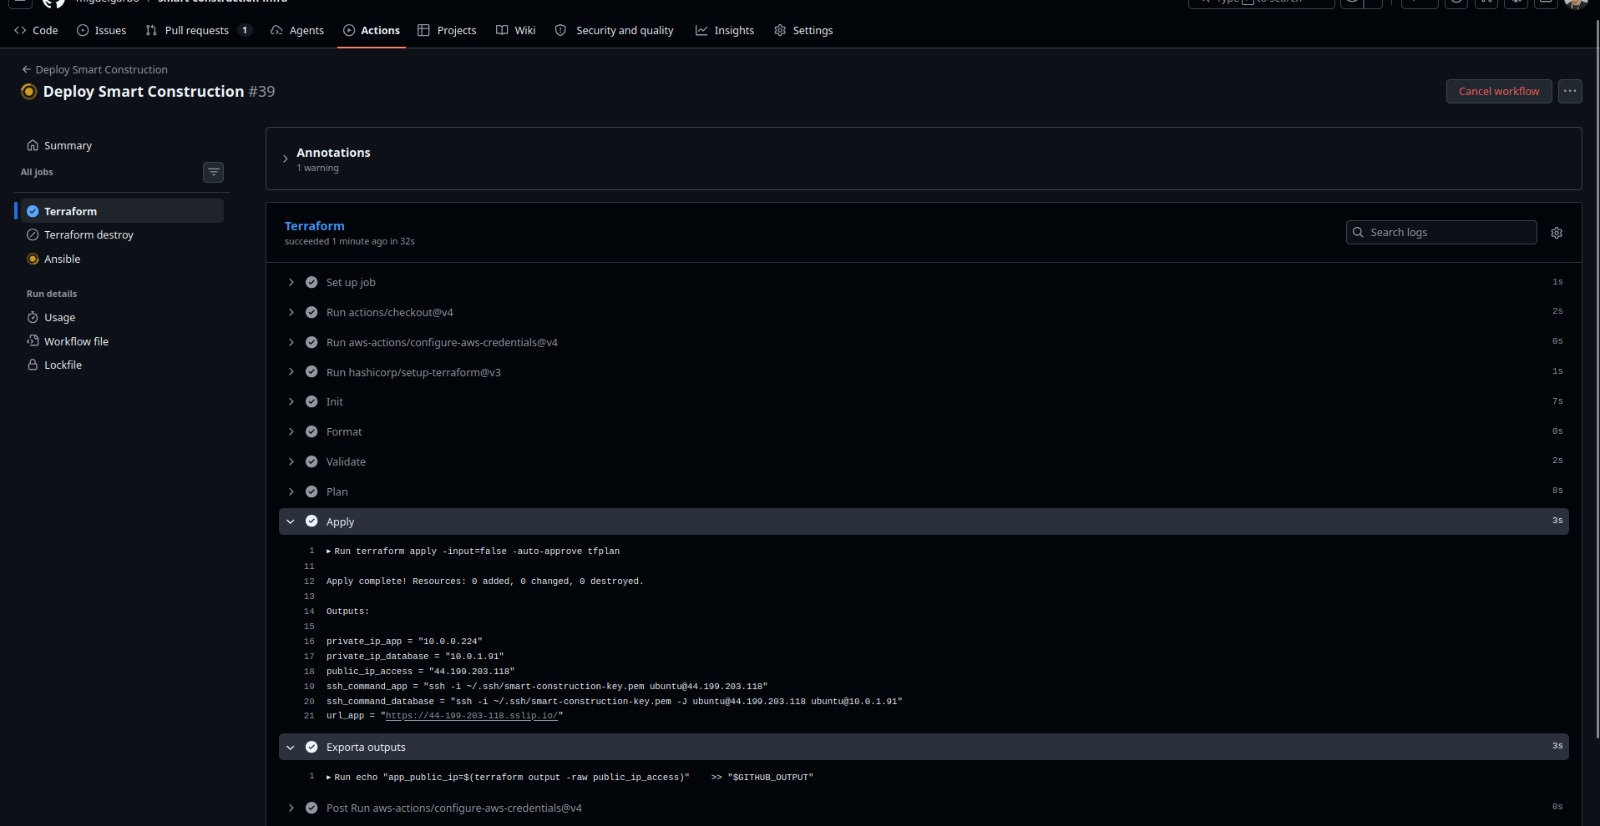 Code
Issues
Pull requests 1
Agents
Actions
Projects
Wiki
Security and quality
Insights
Settings
Deploy Smart Construction
Deploy Smart Construction #39
Cancel workflow
Summary
All jobs
Terraform
Terraform destroy
Ansible
Run details
Usage
Workflow file
Lockfile
Annotations
1 warning
Terraform
succeeded 1 minute ago in 32s
Search logs
Set up job 1s
Run actions/checkout@v4 2s
Run aws-actions/configure-aws-credentials@v4 0s
Run hashicorp/setup-terraform@v3 1s
Init 7s
Format 0s
Validate 2s
Plan 8s
Apply 3s
1 ▸ Run terraform apply -input=false -auto-approve tfplan
11
12 Apply complete! Resources: 0 added, 0 changed, 0 destroyed.
13
14 Outputs:
15
16 private_ip_app = "10.0.0.224"
17 private_ip_database = "10.0.1.91"
18 public_ip_access = "44.199.203.118"
19 ssh_command_app = "ssh -i ~/.ssh/smart-construction-key.pem ubuntu@44.199.203.118"
20 ssh_command_database = "ssh -i ~/.ssh/smart-construction-key.pem -J ubuntu@44.199.203.118 ubuntu@10.0.1.91"
21 url_app = "https://44-199-203-118.sslip.io/"
Exporta outputs 3s
1 ▸ Run echo "app_public_ip=$(terraform output -raw public_ip_access)" >> "$GITHUB_OUTPUT"
Post Run aws-actions/configure-aws-credentials@v4 0s